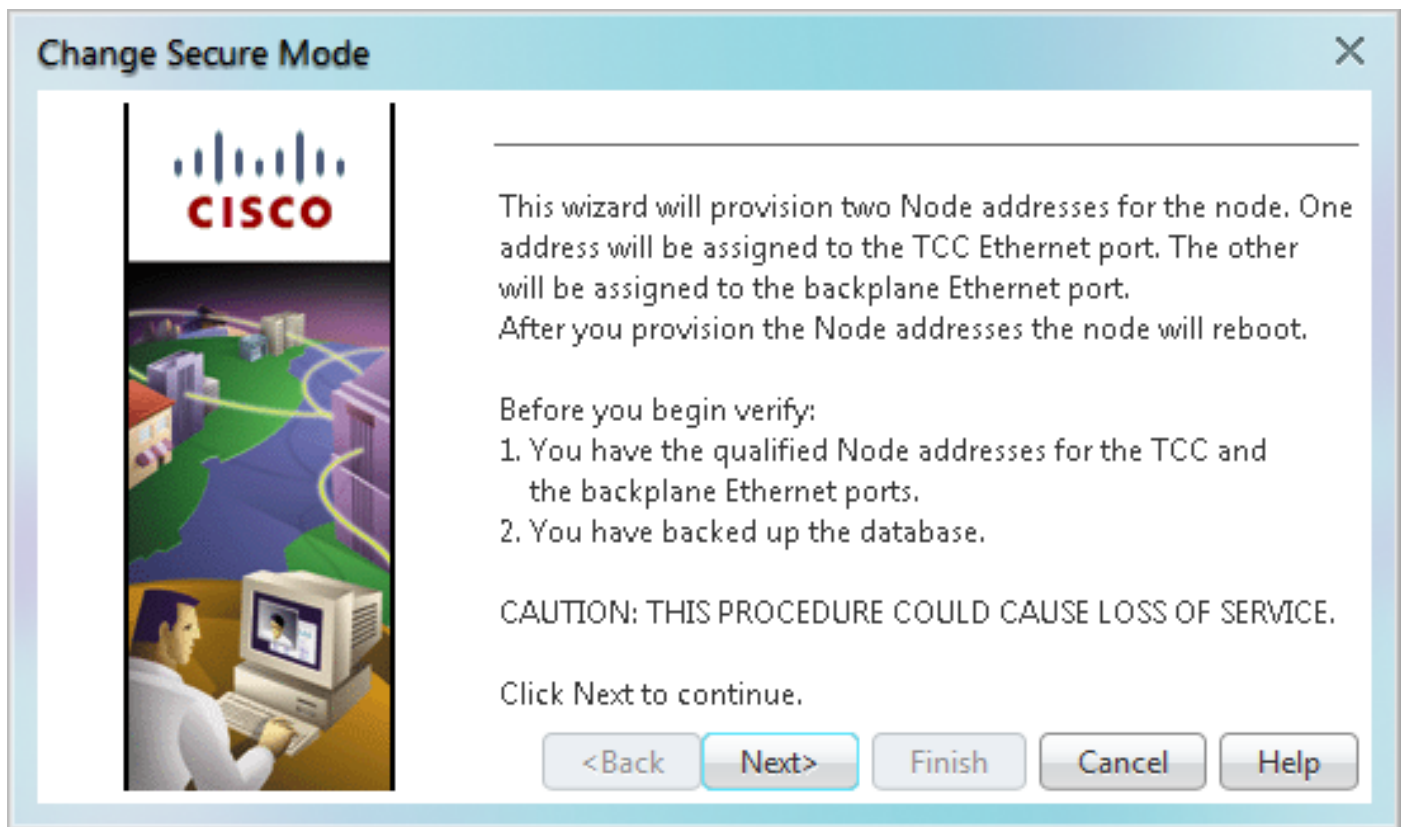 Change Secure Mode
CISCO
This wizard will provision two Node addresses for the node. One
address will be assigned to the TCC Ethernet port. The other
will be assigned to the backplane Ethernet port.
After you provision the Node addresses the node will reboot.
Before you begin verify:
1. You have the qualified Node addresses for the TCC and
the backplane Ethernet ports.
2. You have backed up the database.
CAUTION: THIS PROCEDURE COULD CAUSE LOSS OF SERVICE.
Click Next to continue.
<Back Next> Finish Cancel Help